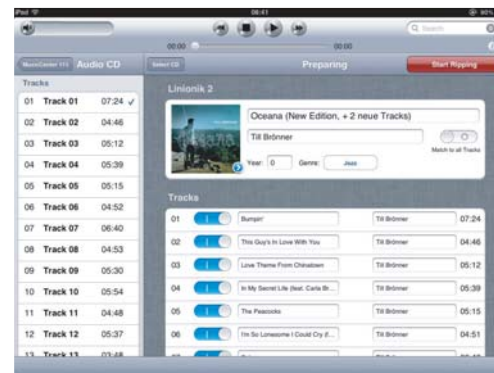 iPad
08:41
90%
Search
00:00
00:00
MusicCenter 111
Audio CD
Select CD
Preparing
Start Ripping
Tracks
01 Track 01 07:24
02 Track 02 04:46
03 Track 03 05:12
04 Track 04 05:39
05 Track 05 05:15
06 Track 06 04:52
07 Track 07 06:40
08 Track 08 04:53
09 Track 09 05:30
10 Track 10 05:54
11 Track 11 04:48
12 Track 12 05:37
13 Track 13 03:48
Linionik 2
Oceana (New Edition, + 2 neue Tracks)
Till Brönner
Match to all Tracks
Year: 0 Genre: Jazz
Tracks
01 Bumpin' Till Brönner 07:24
02 This Guy's In Love With You Till Brönner 04:46
03 Love Theme From Chinatown Till Brönner 05:12
04 In My Secret Life (feat. Carla Br... Till Brönner 05:39
05 The Peacocks Till Brönner 05:15
06 I'm So Lonesome I Could Cry (f... Till Brönner 04:51